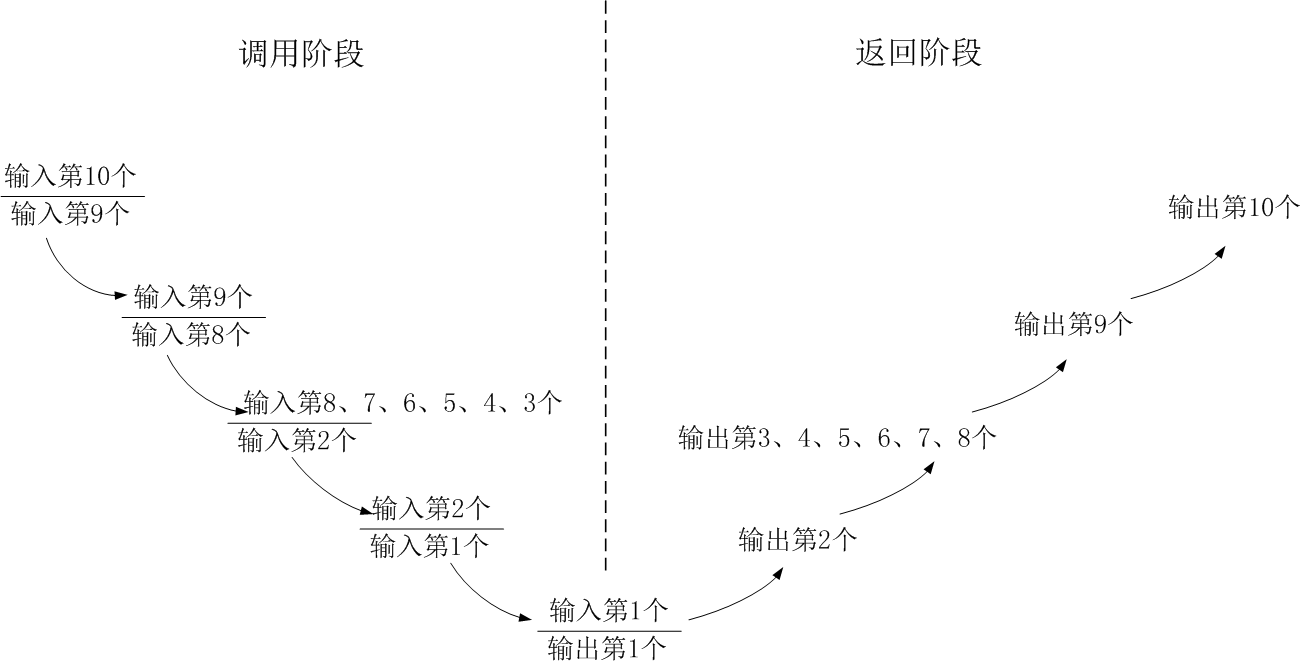 调用阶段
返回阶段
输入第10个
输入第9个
输入第9个
输入第8个
输入第8、7、6、5、4、3个
输入第2个
输入第2个
输入第1个
输入第1个
输出第1个
输出第2个
输出第3、4、5、6、7、8个
输出第9个
输出第10个